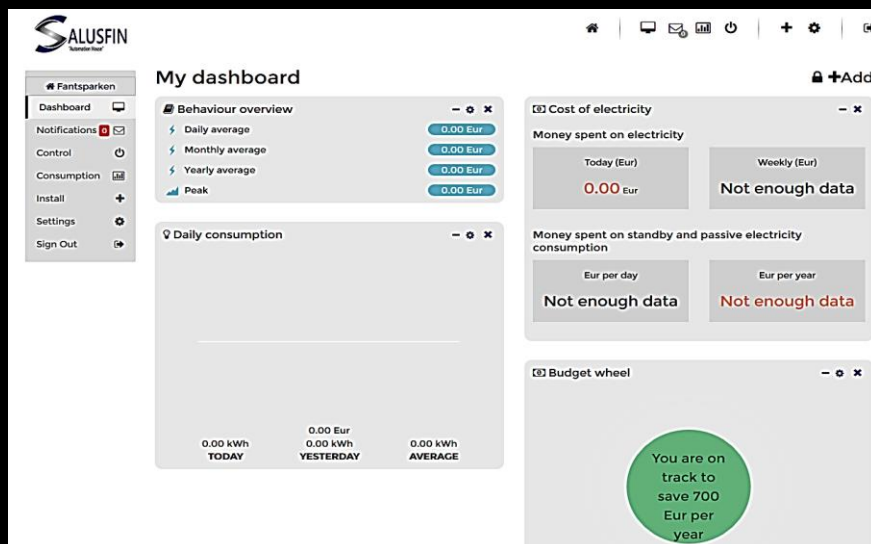 SALUSFIN
"Automation House"
Fantsparken
Dashboard
Notifications 0
Control
Consumption
Install
Settings
Sign Out
My dashboard
+Add
Behaviour overview
Daily average 0.00 Eur
Monthly average 0.00 Eur
Yearly average 0.00 Eur
Peak 0.00 Eur
Daily consumption
0.00 Eur
0.00 kWh 0.00 kWh 0.00 kWh
TODAY YESTERDAY AVERAGE
Cost of electricity
Money spent on electricity
Today (Eur) Weekly (Eur)
0.00 Eur Not enough data
Money spent on standby and passive electricity
consumption
Eur per day Eur per year
Not enough data Not enough data
Budget wheel
You are on
track to
save 700
Eur per
year